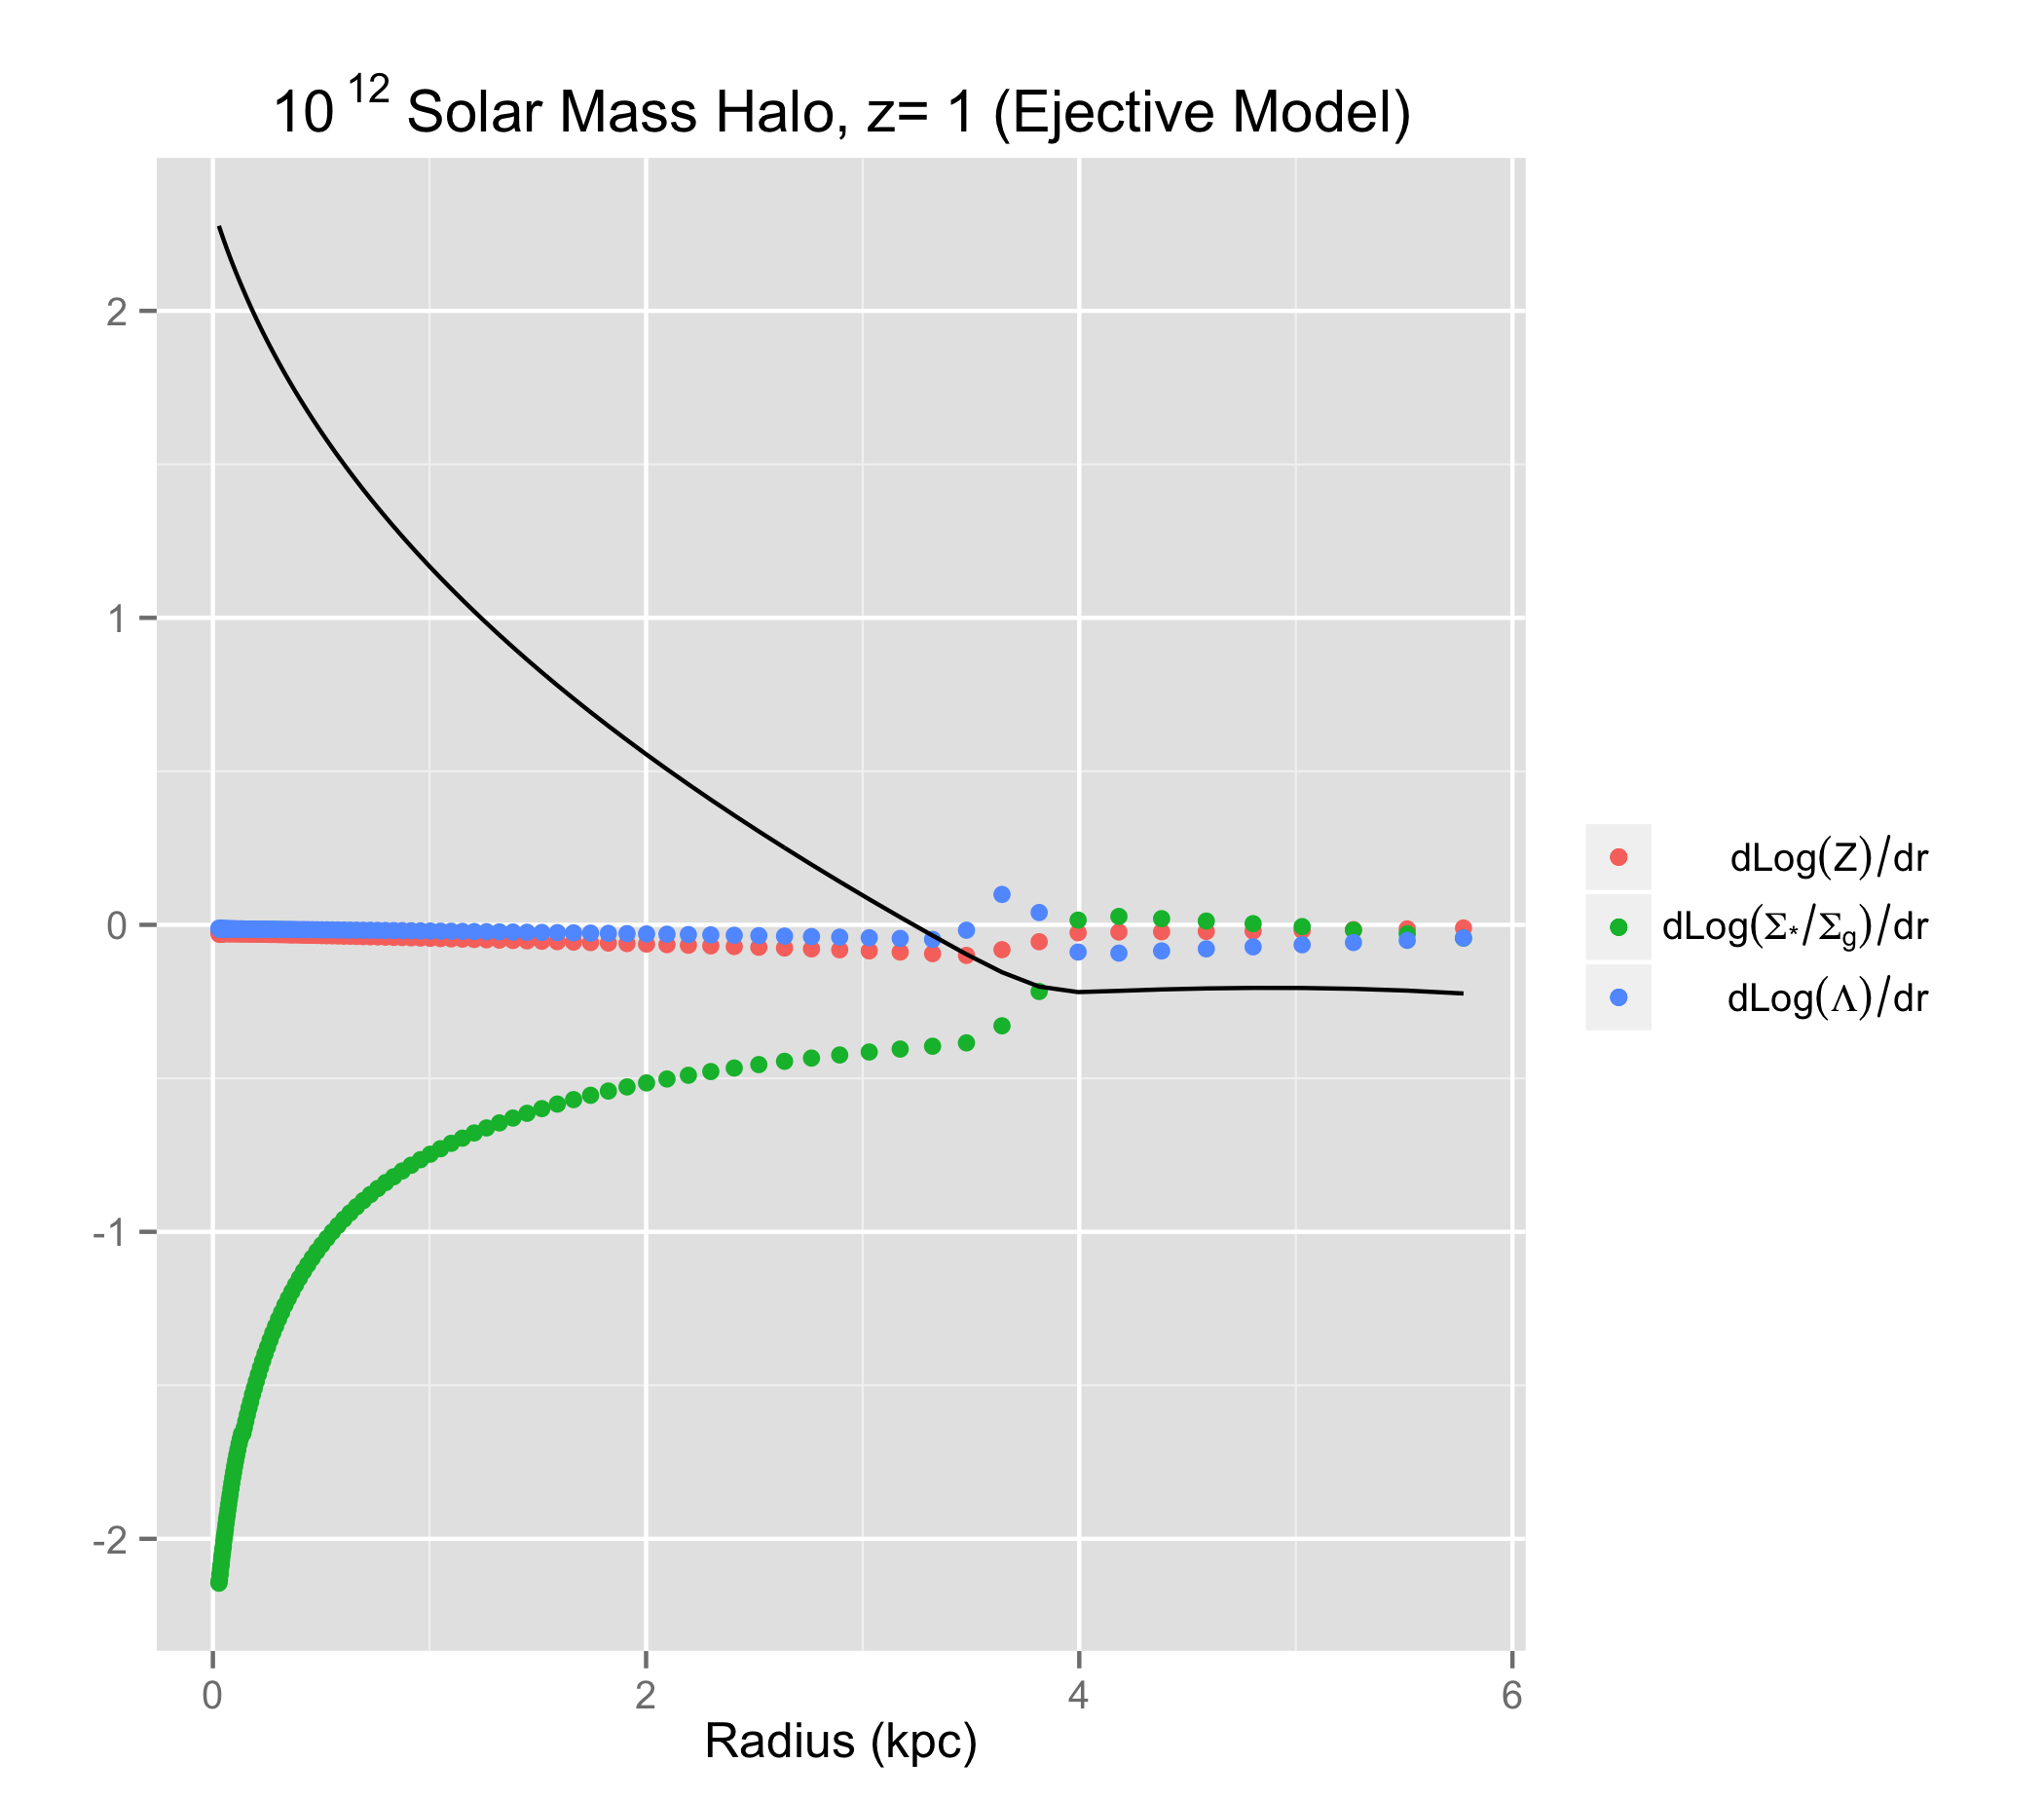 10 12 Solar Mass Halo, z= 1 (Ejective Model)
2
1
0
-1
-2
0 2 4 6
Radius (kpc)
dLog(Z)/dr
dLog(Σ*/Σg)/dr
dLog(Λ)/dr